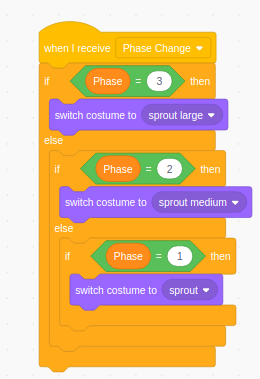 when I receive Phase Change
if Phase = 3 then
switch costume to sprout large
else
if Phase = 2 then
switch costume to sprout medium
else
if Phase = 1 then
switch costume to sprout